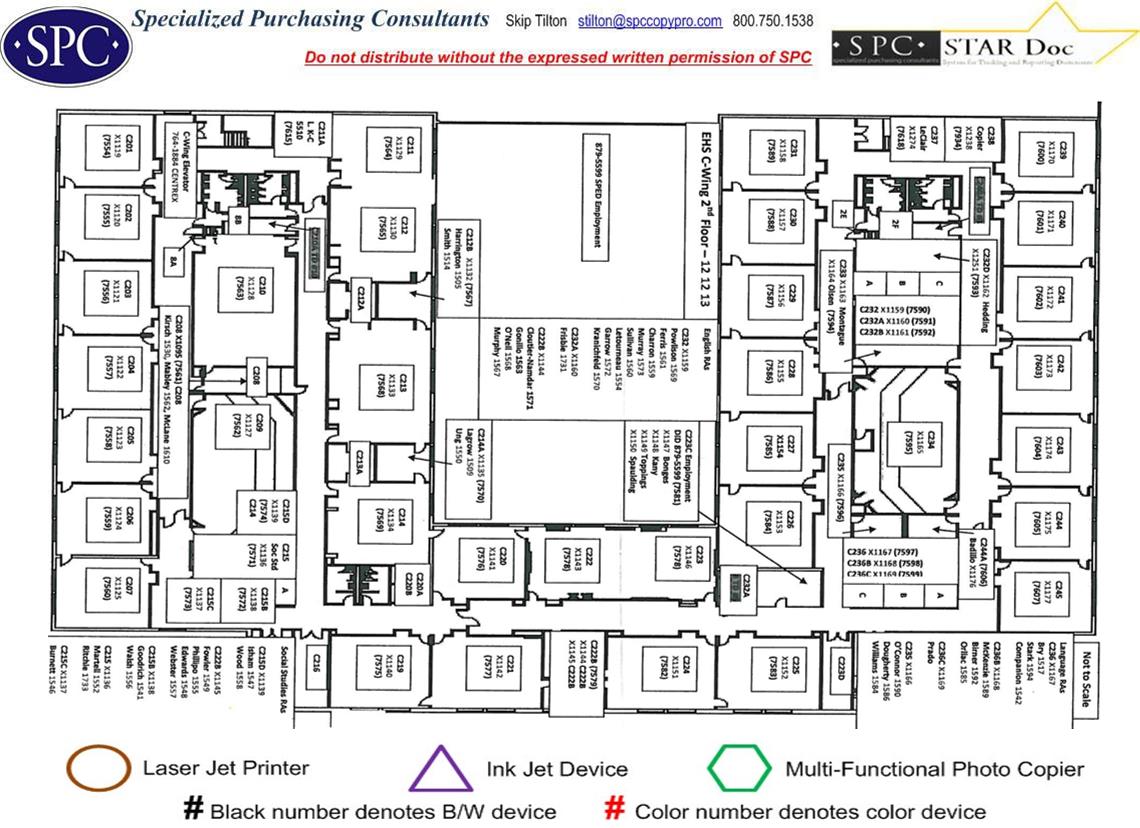 SPC
Specialized Purchasing Consultants Skip Tilton stilton@spccopypro.com 800.750.1538
Do not distribute without the expressed written permission of SPC
· S P C · STAR Doc
specialized purchasing consultants
System for Tracking and Reporting Documents
C201
X1119
(7554)
C202
X1120
(7555)
C203
X1121
(7556)
C204
X1122
(7557)
C205
X1123
(7558)
C206
X1124
(7559)
C207
X1125
(7560)
C-Wing Elevator
764-1884 CENTREX
8A
8B
C208 X1095 (7561) C208
Kirsch 1530, Mabley 1562, McLane 1610
C210
X1128
(7563)
C208
C209
X1127
(7562)
C215D
X1139
(7574)
C214
C215
Soc Std
X1136
(7571)
A
C215B
X1138
(7572)
C215C
X1137
(7573)
C211A
L K-C
5510
(7615)
C211
X1129
(7564)
C212
X1130
(7565)
C212A
C213
X1133
(7568)
C213A
C214
X1134
(7569)
C220A
C220B
C212B X1132 (7567)
Harrington 1505
Smith 1514
C214A X1135 (7570)
Lagrow 1509
Ung 1550
879-5599 SPED Employment
EHS C-Wing 2nd Floor – 12 12 13
English RAs
C232 X1159
Powlison 1569
Ferris 1561
Charron 1559
Murray 1573
Sullivan 1560
Letourneau 1554
Garrow 1572
Kranichfeld 1570
C232A X1160
Frisbie 1731
C222B X1144
Cloutier-Namdar 1571
Gonillo 1563
O'Neil 1568
Murphy 1567
C223C Employment
DID 879-5599 (7581)
X1147 Bonges
X1148 Kany
X1149 Toppings
X1150 Spaulding
C220
X1141
(7576)
C222
X1143
(7578)
C223
X1146
(7578)
C231
X1158
(7589)
C230
X1157
(7588)
C229
X1156
(7587)
C228
X1155
(7586)
C227
X1154
(7585)
C226
X1153
(7584)
C232A
C237
LeClair
X1274
(7618)
C238
Copier
X1238
(7934)
2E
2F
C233 X1163 Montague
X1164 Olsen (7594)
C232D X1162 Hedding
X1251 (7593)
A
B
C
C232 X1159 (7590)
C232A X1160 (7591)
C232B X1161 (7592)
C234
X1165
(7595)
C235 X1166 (7596)
C244A (7606)
Badillo X1176
C236 X1167 (7597)
C236B X1168 (7598)
C236C X1169 (7599)
C
B
A
C239
X1170
(7600)
C240
X1171
(7601)
C241
X1172
(7602)
C242
X1173
(7603)
C243
X1174
(7604)
C244
X1175
(7605)
C245
X1177
(7607)
Social Studies RAs
C215D X1139
Isham 1547
Wood 1558
C222B X1145
Fowler 1549
Phillipo 1555
Edwards 1548
Webster 1557
C215B X1138
Goodrich 1541
Walsh 1556
C215 X1136
Martell 1552
Ritchie 1733
C215C X1137
Burnett 1546
C216
C219
X1140
(7575)
C221
X1142
(7577)
C222B (7579)
X1144 C222B
X1145 C222B
C224
X1151
(7582)
C225
X1152
(7583)
C223D
Language RAs
C236 X1167
Bry 1517
Stark 1594
Companion 1542
C236B X1168
McKenzie 1589
Birner 1592
Orliac 1585
C236C X1169
Prado
C235 X1166
O'Connor 1590
Dougherty 1586
Williams 1584
Not to Scale
Laser Jet Printer
Ink Jet Device
Multi-Functional Photo Copier
# Black number denotes B/W device
# Color number denotes color device